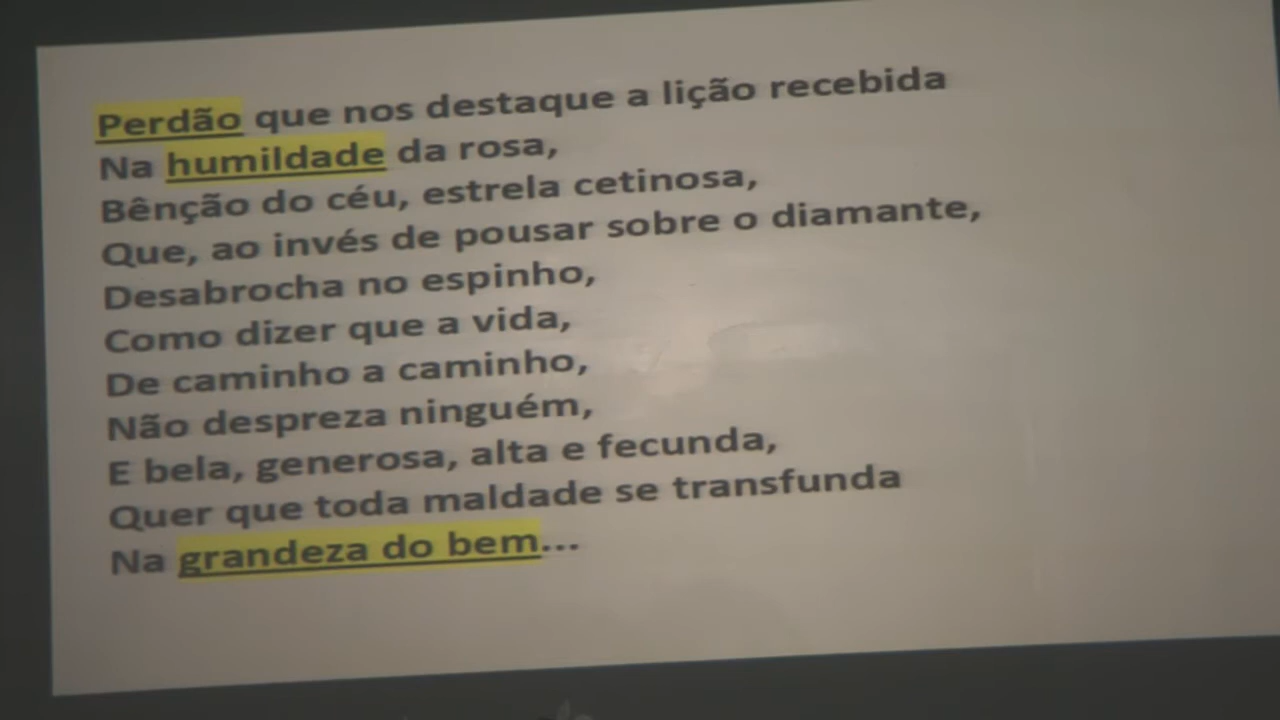 Perdão que nos destaque a lição recebida
Na humildade da rosa,
Bênção do céu, estrela cetinosa,
Que, ao invés de pousar sobre o diamante,
Desabrocha no espinho,
Como dizer que a vida,
De caminho a caminho,
Não despreza ninguém,
E bela, generosa, alta e fecunda,
Quer que toda maldade se transfunda
Na grandeza do bem...